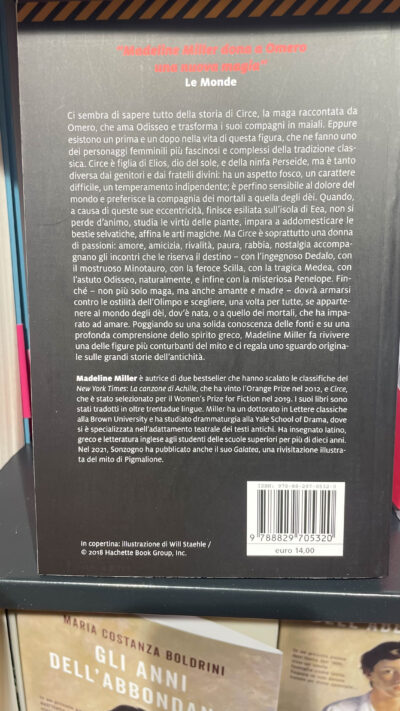 "Madeline Miller dona a Omero
una nuova magia"
Le Monde
Ci sembra di sapere tutto della storia di Circe, la maga raccontata da
Omero, che ama Odisseo e trasforma i suoi compagni in maiali. Eppure
esistono un prima e un dopo nella vita di questa figura, che ne fanno uno
dei personaggi femminili più fascinosi e complessi della tradizione clas-
sica. Circe è figlia di Elios, dio del sole, e della ninfa Perseide, ma è tanto
diversa dai genitori e dai fratelli divini: ha un aspetto fosco, un carattere
difficile, un temperamento indipendente; è perfino sensibile al dolore del
mondo e preferisce la compagnia dei mortali a quella degli dèi. Quando,
a causa di queste sue eccentricità, finisce esiliata sull'isola di Eea, non si
perde d'animo, studia le virtù delle piante, impara a addomesticare le
bestie selvatiche, affina le arti magiche. Ma Circe è soprattutto una donna
di passioni: amore, amicizia, rivalità, paura, rabbia, nostalgia accompa-
gnano gli incontri che le riserva il destino – con l'ingegnoso Dedalo, con
il mostruoso Minotauro, con la feroce Scilla, con la tragica Medea, con
l'astuto Odisseo, naturalmente, e infine con la misteriosa Penelope. Fin-
ché – non più solo maga, ma anche amante e madre – dovrà armarsi
contro le ostilità dell'Olimpo e scegliere, una volta per tutte, se apparte-
nere al mondo degli dèi, dov'è nata, o a quello dei mortali, che ha impa-
rato ad amare. Poggiando su una solida conoscenza delle fonti e su una
profonda comprensione dello spirito greco, Madeline Miller fa rivivere
una delle figure più conturbanti del mito e ci regala uno sguardo origina-
le sulle grandi storie dell'antichità.
Madeline Miller è autrice di due bestseller che hanno scalato le classifiche del
New York Times: La canzone di Achille, che ha vinto l'Orange Prize nel 2012, e Circe,
che è stato selezionato per il Women's Prize for Fiction nel 2019. I suoi libri sono
stati tradotti in oltre trentadue lingue. Miller ha un dottorato in Lettere classiche
alla Brown University e ha studiato drammaturgia alla Yale School of Drama, dove
si è specializzata nell'adattamento teatrale dei testi antichi. Ha insegnato latino,
greco e letteratura inglese agli studenti delle scuole superiori per più di dieci anni.
Nel 2021, Sonzogno ha pubblicato anche il suo Galatea, una rivisitazione illustra-
ta del mito di Pigmalione.
In copertina: illustrazione di Will Staehle /
© 2018 Hachette Book Group, Inc.
ISBN: 978-88-297-0532-0
9 788829 705320
euro 14,00
MARIA COSTANZA BOLDRINI
GLI ANNI
DELL'ABBONDAN